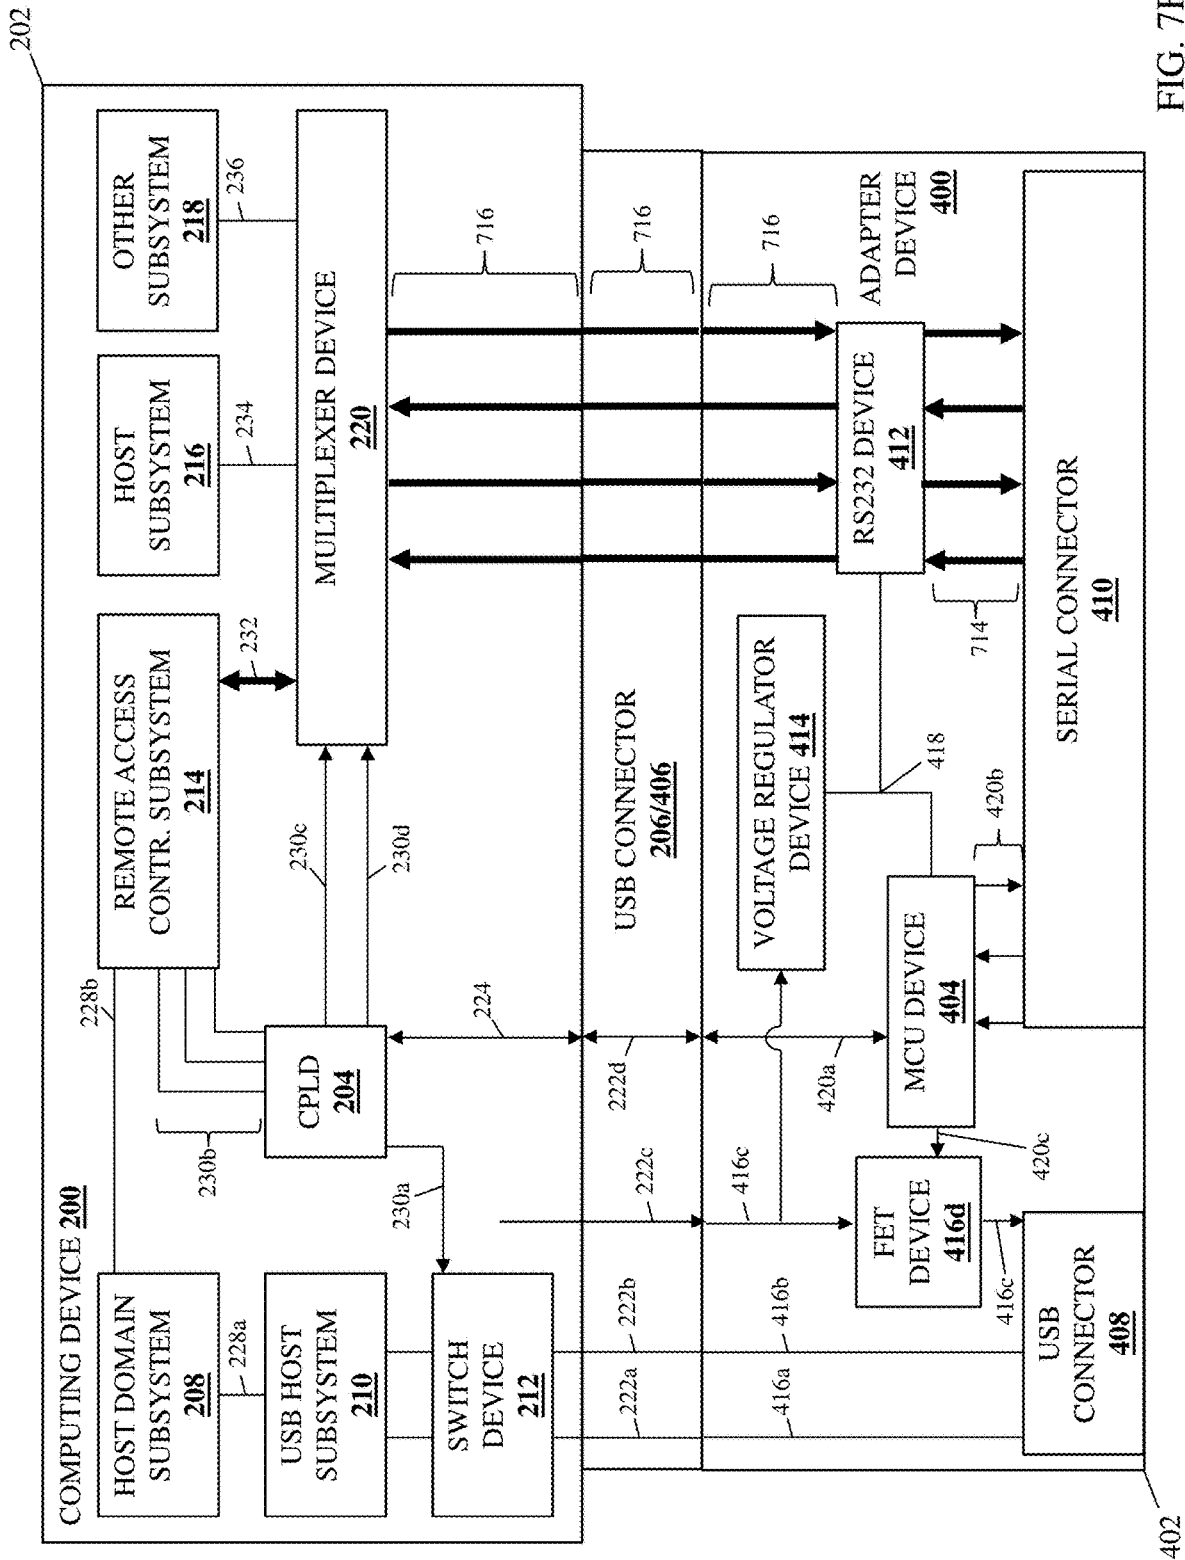 202
COMPUTING DEVICE 200
HOST DOMAIN
SUBSYSTEM
208
228a
USB HOST
SUBSYSTEM
210
SWITCH
DEVICE
212
228b
230b
230a
CPLD
204
REMOTE ACCESS
CONTR. SUBSYSTEM
214
230c
230d
232
HOST
SUBSYSTEM
216
234
OTHER
SUBSYSTEM
218
236
MULTIPLEXER DEVICE
220
224
716
USB CONNECTOR
206/406
222a
222b
222c
222d
716
416a
416b
416c
420a
716
VOLTAGE REGULATOR
DEVICE 414
RS232 DEVICE
412
ADAPTER
DEVICE
400
FET
DEVICE
416d
420c
MCU DEVICE
404
418
420b
714
416c
USB
CONNECTOR
408
SERIAL CONNECTOR
410
402